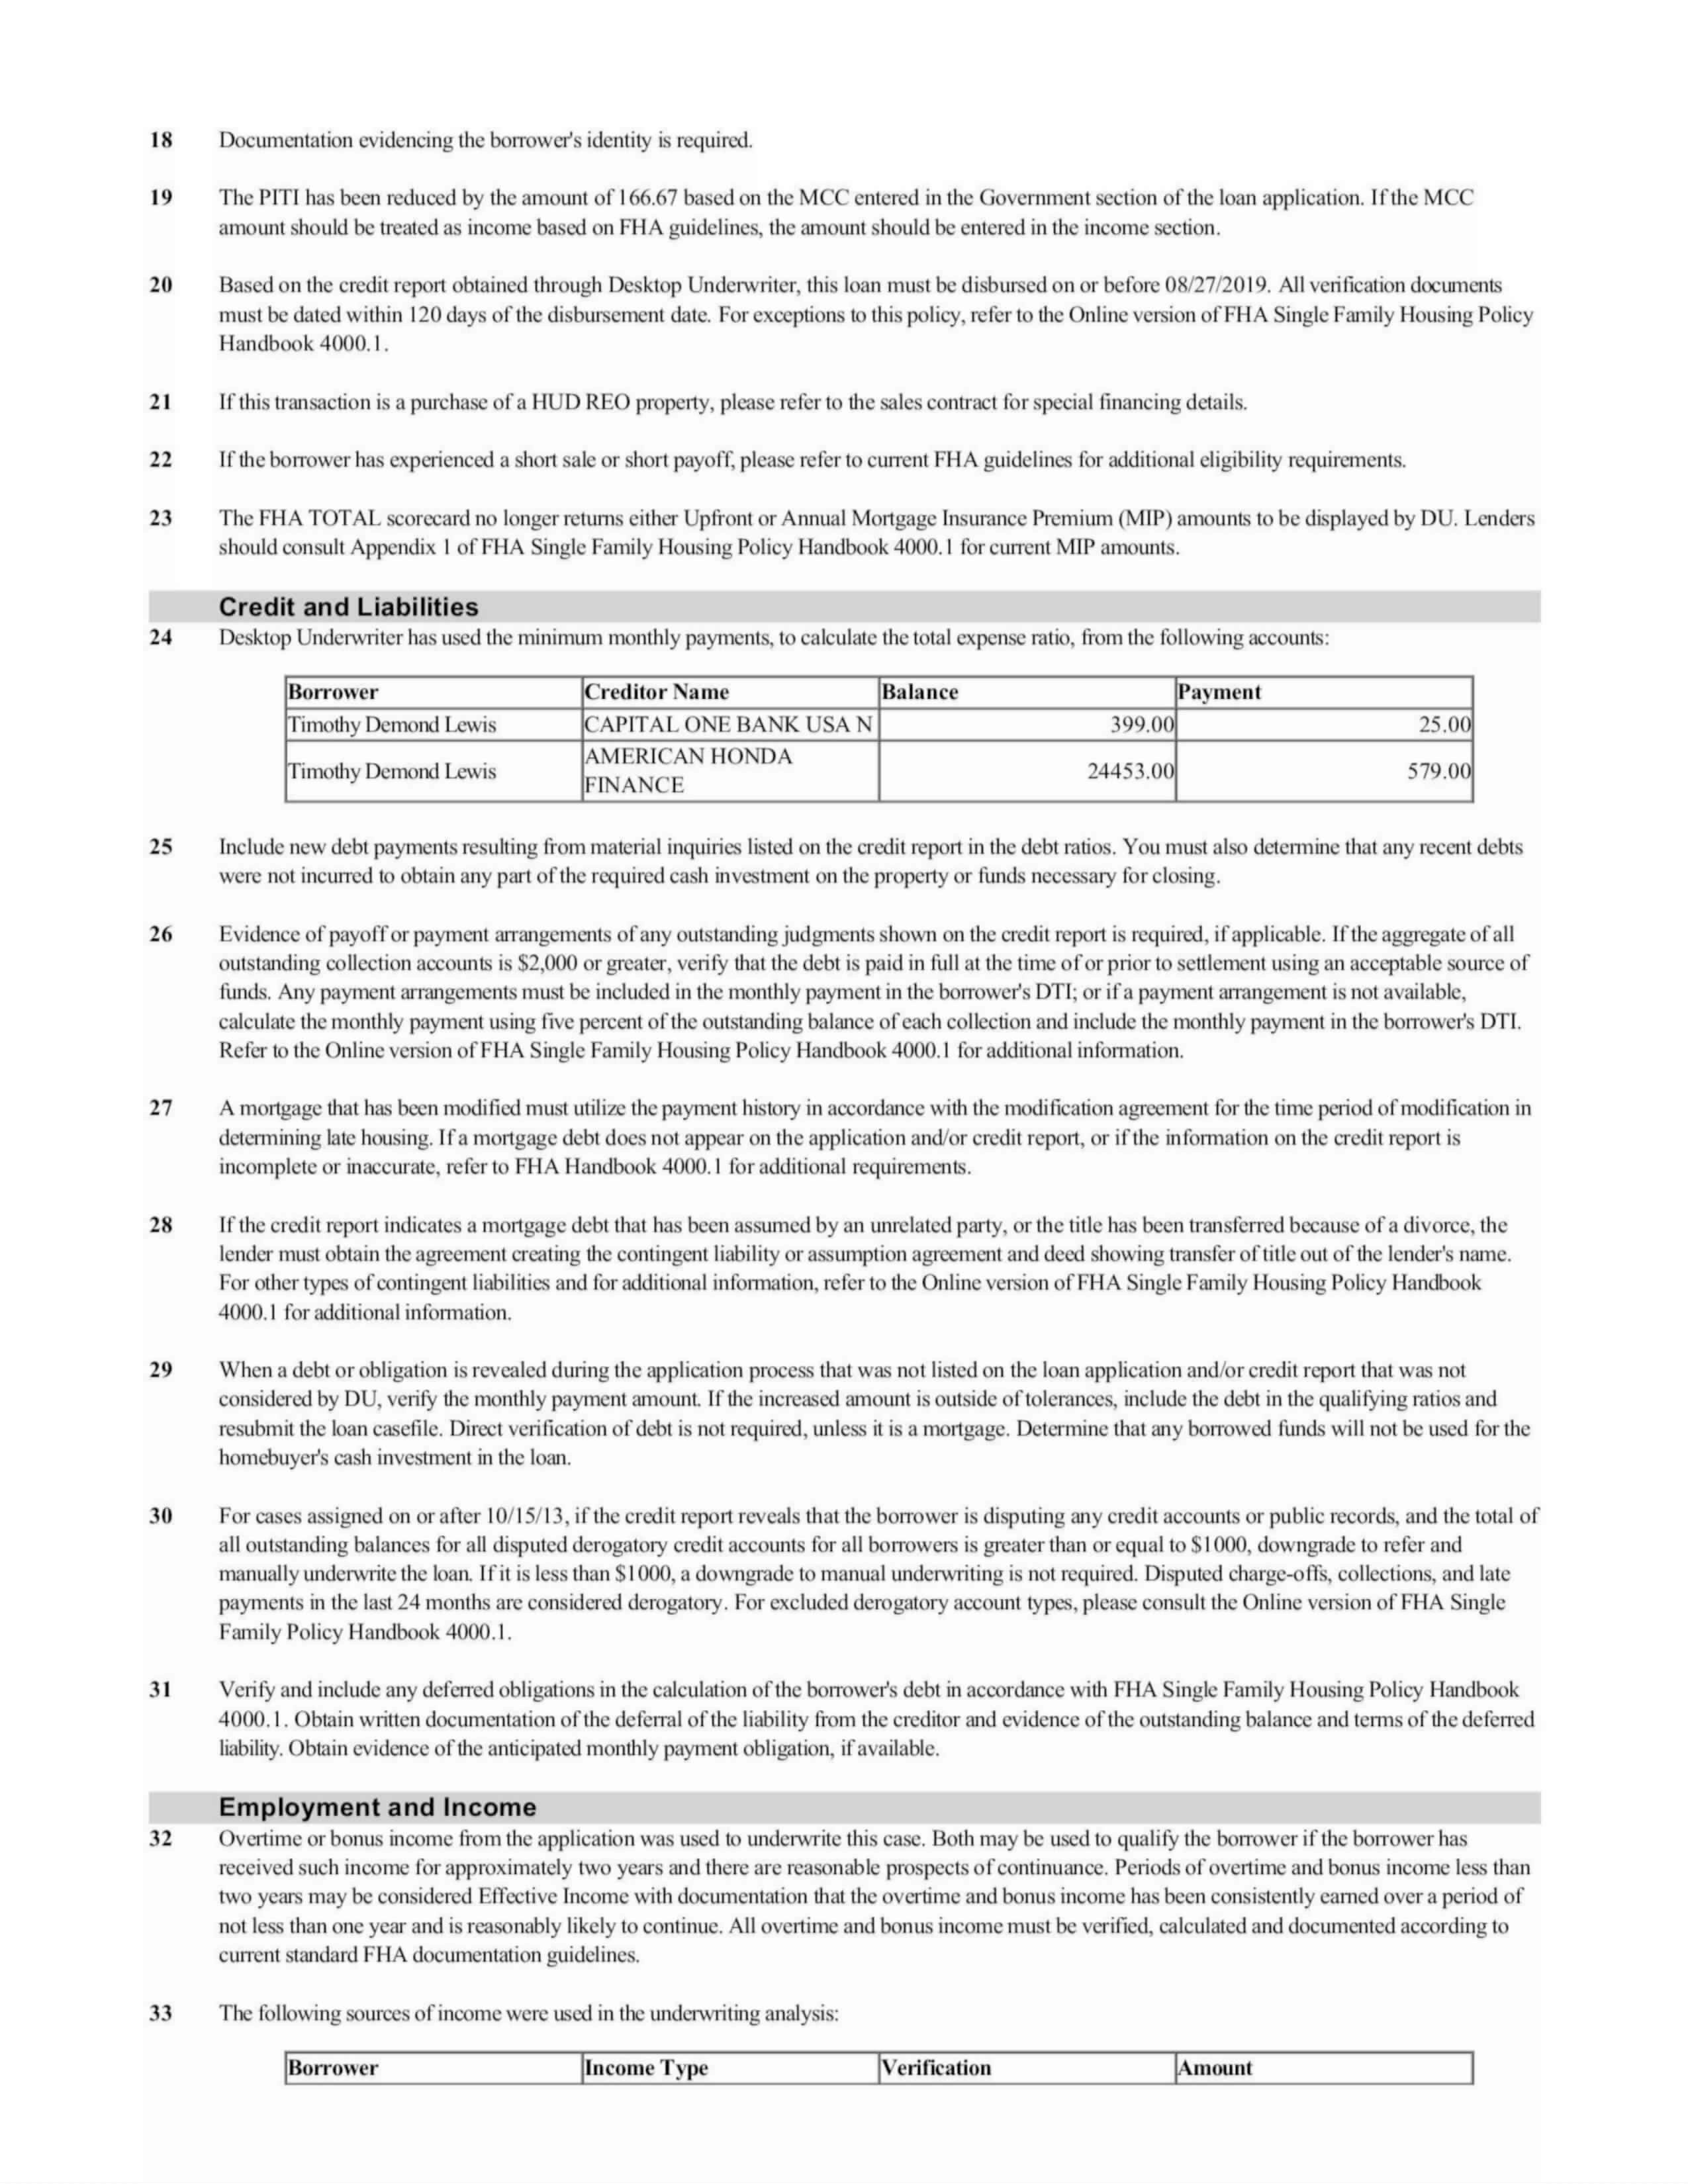 18 Documentation evidencing the borrower's identity is required.
19 The PITI has been reduced by the amount of 166.67 based on the MCC entered in the Government section of the loan application. If the MCC
amount should be treated as income based on FHA guidelines, the amount should be entered in the income section.
20 Based on the credit report obtained through Desktop Underwriter, this loan must be disbursed on or before 08/27/2019. All verification documents
must be dated within 120 days of the disbursement date. For exceptions to this policy, refer to the Online version of FHA Single Family Housing Policy
Handbook 4000.1.
21 If this transaction is a purchase of a HUD REO property, please refer to the sales contract for special financing details.
22 If the borrower has experienced a short sale or short payoff, please refer to current FHA guidelines for additional eligibility requirements.
23 The FHA TOTAL scorecard no longer returns either Upfront or Annual Mortgage Insurance Premium (MIP) amounts to be displayed by DU. Lenders
should consult Appendix 1 of FHA Single Family Housing Policy Handbook 4000.1 for current MIP amounts.
Credit and Liabilities
24 Desktop Underwriter has used the minimum monthly payments, to calculate the total expense ratio, from the following accounts:
Borrower Creditor Name Balance Payment
Timothy Demond Lewis CAPITAL ONE BANK USA N 399.00 25.00
Timothy Demond Lewis AMERICAN HONDA
FINANCE 24453.00 579.00
25 Include new debt payments resulting from material inquiries listed on the credit report in the debt ratios. You must also determine that any recent debts
were not incurred to obtain any part of the required cash investment on the property or funds necessary for closing.
26 Evidence of payoff or payment arrangements of any outstanding judgments shown on the credit report is required, if applicable. If the aggregate of all
outstanding collection accounts is $2,000 or greater, verify that the debt is paid in full at the time of or prior to settlement using an acceptable source of
funds. Any payment arrangements must be included in the monthly payment in the borrower's DTI; or if a payment arrangement is not available,
calculate the monthly payment using five percent of the outstanding balance of each collection and include the monthly payment in the borrower's DTI.
Refer to the Online version of FHA Single Family Housing Policy Handbook 4000.1 for additional information.
27 A mortgage that has been modified must utilize the payment history in accordance with the modification agreement for the time period of modification in
determining late housing. If a mortgage debt does not appear on the application and/or credit report, or if the information on the credit report is
incomplete or inaccurate, refer to FHA Handbook 4000.1 for additional requirements.
28 If the credit report indicates a mortgage debt that has been assumed by an unrelated party, or the title has been transferred because of a divorce, the
lender must obtain the agreement creating the contingent liability or assumption agreement and deed showing transfer of title out of the lender's name.
For other types of contingent liabilities and for additional information, refer to the Online version of FHA Single Family Housing Policy Handbook
4000.1 for additional information.
29 When a debt or obligation is revealed during the application process that was not listed on the loan application and/or credit report that was not
considered by DU, verify the monthly payment amount. If the increased amount is outside of tolerances, include the debt in the qualifying ratios and
resubmit the loan casefile. Direct verification of debt is not required, unless it is a mortgage. Determine that any borrowed funds will not be used for the
homebuyer's cash investment in the loan.
30 For cases assigned on or after 10/15/13, if the credit report reveals that the borrower is disputing any credit accounts or public records, and the total of
all outstanding balances for all disputed derogatory credit accounts for all borrowers is greater than or equal to $1000, downgrade to refer and
manually underwrite the loan. If it is less than $1000, a downgrade to manual underwriting is not required. Disputed charge-offs, collections, and late
payments in the last 24 months are considered derogatory. For excluded derogatory account types, please consult the Online version of FHA Single
Family Policy Handbook 4000.1.
31 Verify and include any deferred obligations in the calculation of the borrower's debt in accordance with FHA Single Family Housing Policy Handbook
4000.1. Obtain written documentation of the deferral of the liability from the creditor and evidence of the outstanding balance and terms of the deferred
liability. Obtain evidence of the anticipated monthly payment obligation, if available.
Employment and Income
32 Overtime or bonus income from the application was used to underwrite this case. Both may be used to qualify the borrower if the borrower has
received such income for approximately two years and there are reasonable prospects of continuance. Periods of overtime and bonus income less than
two years may be considered Effective Income with documentation that the overtime and bonus income has been consistently earned over a period of
not less than one year and is reasonably likely to continue. All overtime and bonus income must be verified, calculated and documented according to
current standard FHA documentation guidelines.
33 The following sources of income were used in the underwriting analysis:
Borrower Income Type Verification Amount